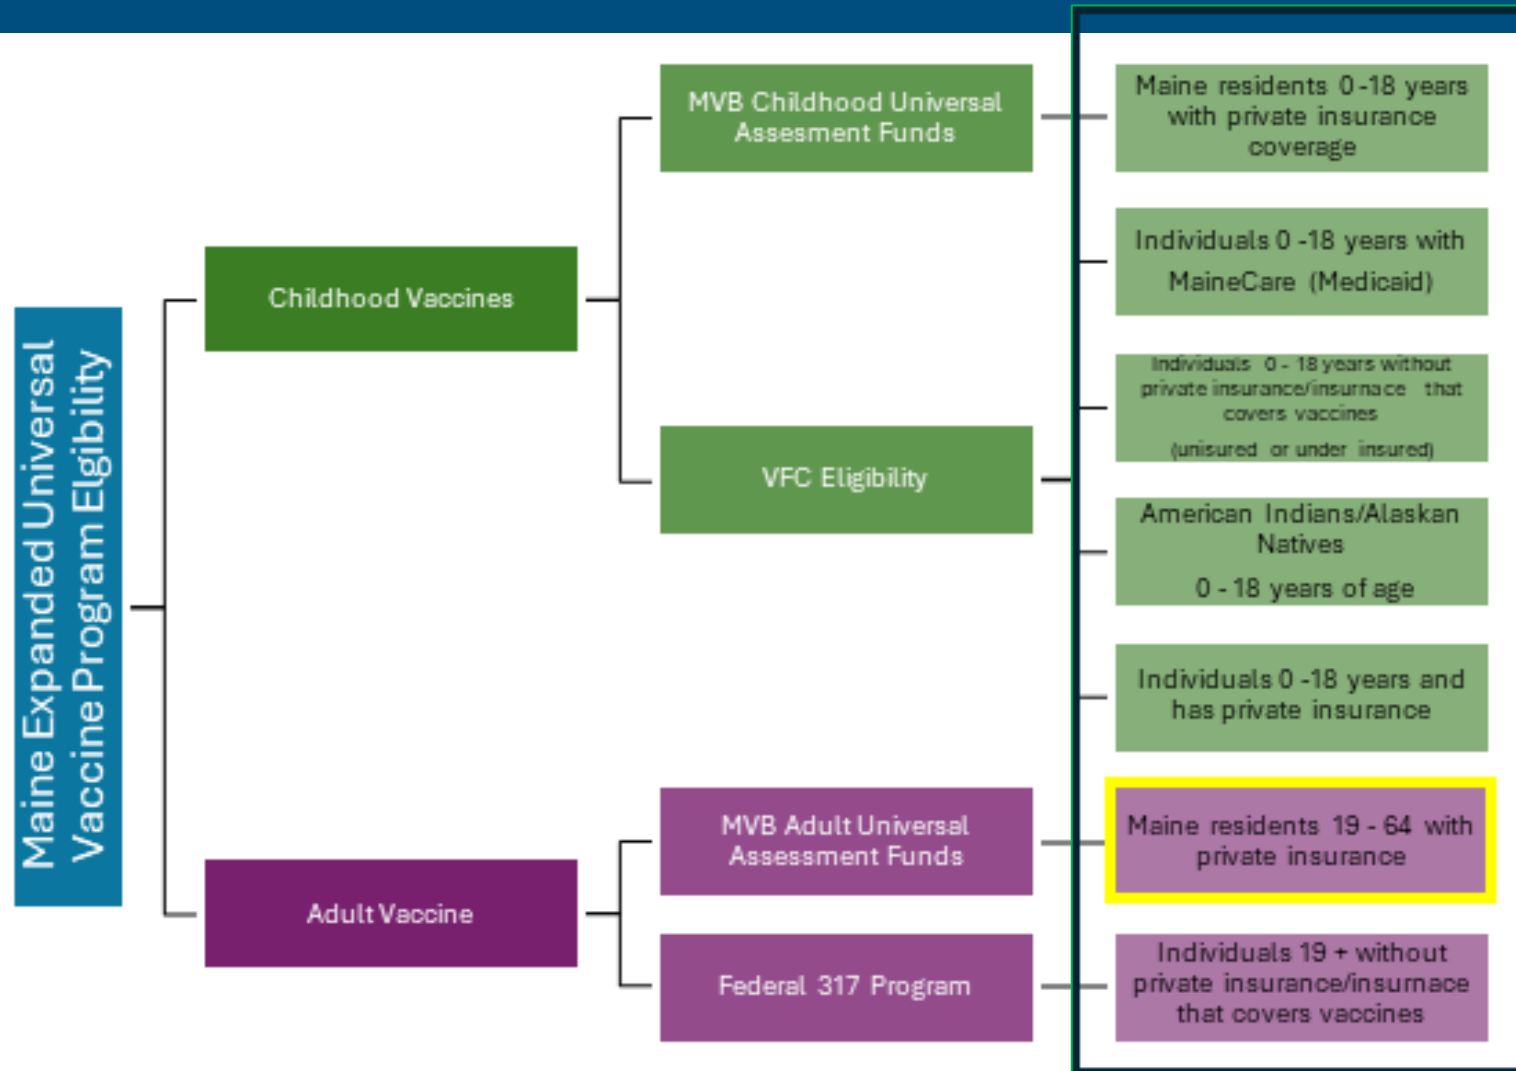 Maine Expanded Universal
Vaccine Program Elgibility
Childhood Vaccines
MVB Childhood Universal
Assesment Funds
Maine residents 0-18 years
with private insurance
coverage
VFC Eligibility
Individuals 0 -18 years with
MaineCare (Medicaid)
Individuals 0 - 18 years without
private insurance/insurnace that
covers vaccines
(unisured or under insured)
American Indians/Alaskan
Natives
0 - 18 years of age
Individuals 0 -18 years and
has private insurance
Adult Vaccine
MVB Adult Universal
Assessment Funds
Maine residents 19 - 64 with
private insurance
Federal 317 Program
Individuals 19 + without
private insurance/insurnace
that covers vaccines